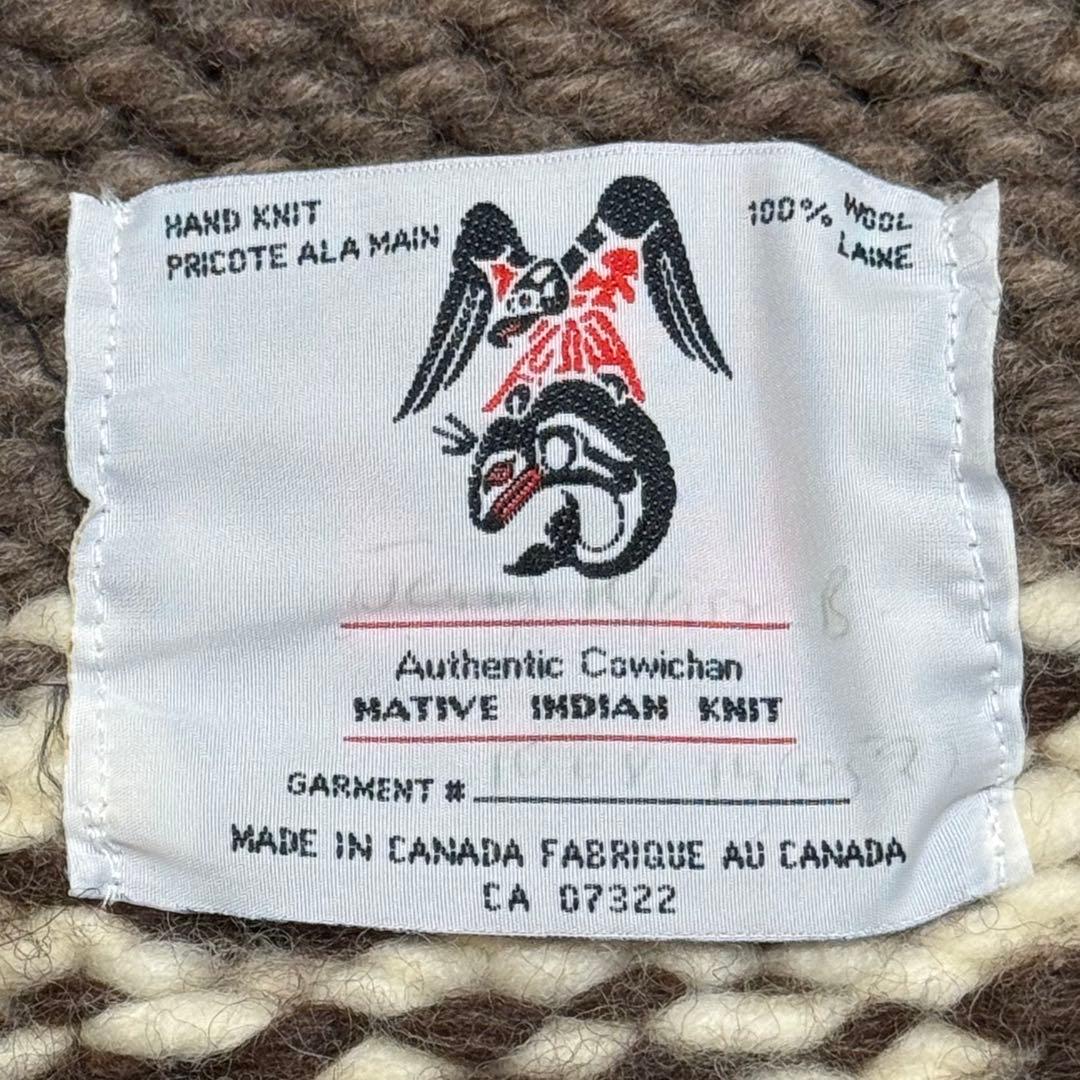 HAND KNIT
PRICOTE ALA MAIN
100% WOOL
LAINE
B
Authentic Cowichan
NATIVE INDIAN KNIT
GARMENT #
MADE IN CANADA FABRIQUE AU CANADA
CA 07322